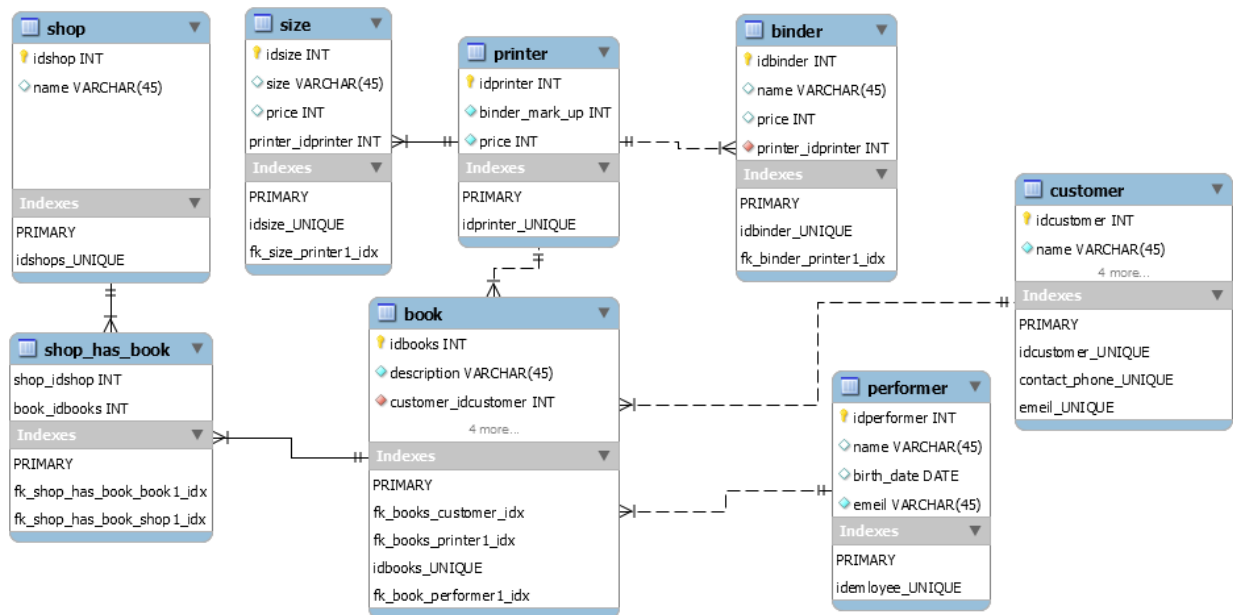 shop
idshop INT
name VARCHAR(45)
Indexes
PRIMARY
idshops_UNIQUE
size
idsize INT
size VARCHAR(45)
price INT
printer_idprinter INT
Indexes
PRIMARY
idsize_UNIQUE
fk_size_printer1_idx
printer
idprinter INT
binder_mark_up INT
price INT
Indexes
PRIMARY
idprinter_UNIQUE
binder
idbinder INT
name VARCHAR(45)
price INT
printer_idprinter INT
Indexes
PRIMARY
idbinder_UNIQUE
fk_binder_printer1_idx
customer
idcustomer INT
name VARCHAR(45)
4 more...
Indexes
PRIMARY
idcustomer_UNIQUE
contact_phone_UNIQUE
emeil_UNIQUE
shop_has_book
shop_idshop INT
book_idbooks INT
Indexes
PRIMARY
fk_shop_has_book_book1_idx
fk_shop_has_book_shop1_idx
book
idbooks INT
description VARCHAR(45)
customer_idcustomer INT
4 more...
Indexes
PRIMARY
fk_books_customer_idx
fk_books_printer1_idx
idbooks_UNIQUE
fk_book_performer1_idx
performer
idperformer INT
name VARCHAR(45)
birth_date DATE
emeil VARCHAR(45)
Indexes
PRIMARY
idemloyee_UNIQUE